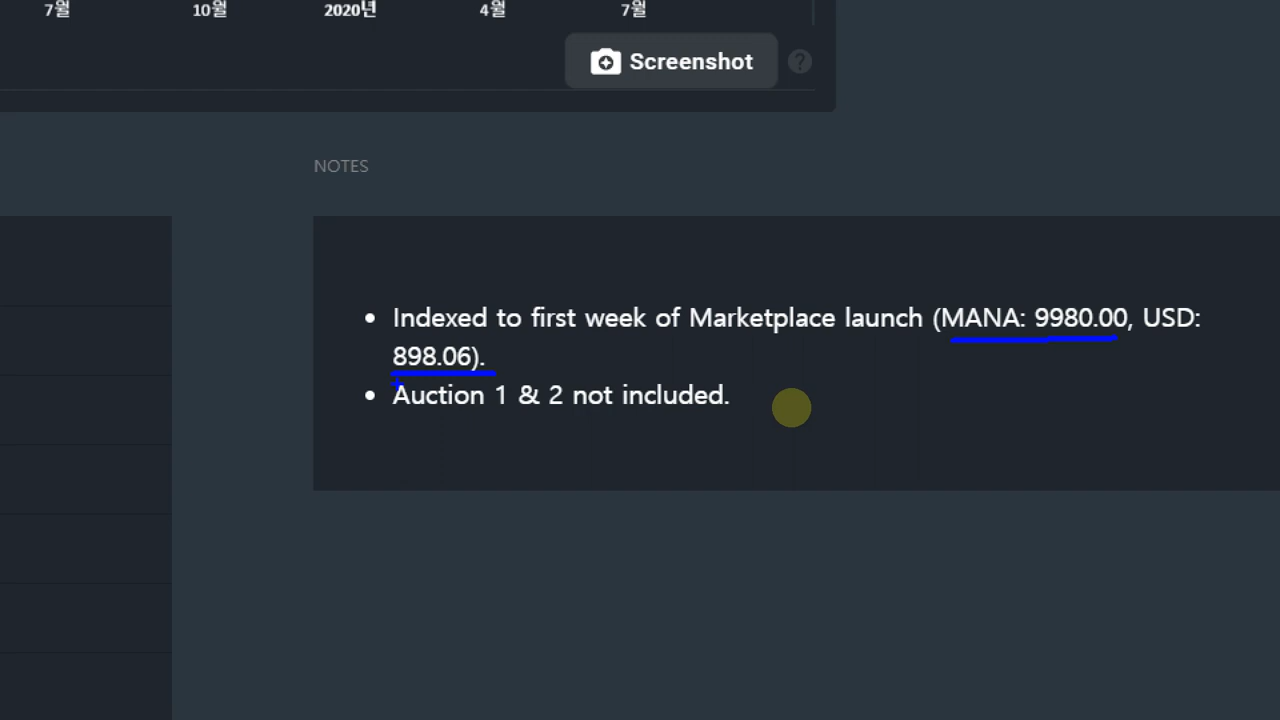 7월 10월 2020년 4월 7월
Screenshot ?
NOTES
• Indexed to first week of Marketplace launch (MANA: 9980.00, USD:
898.06).
• Auction 1 & 2 not included.